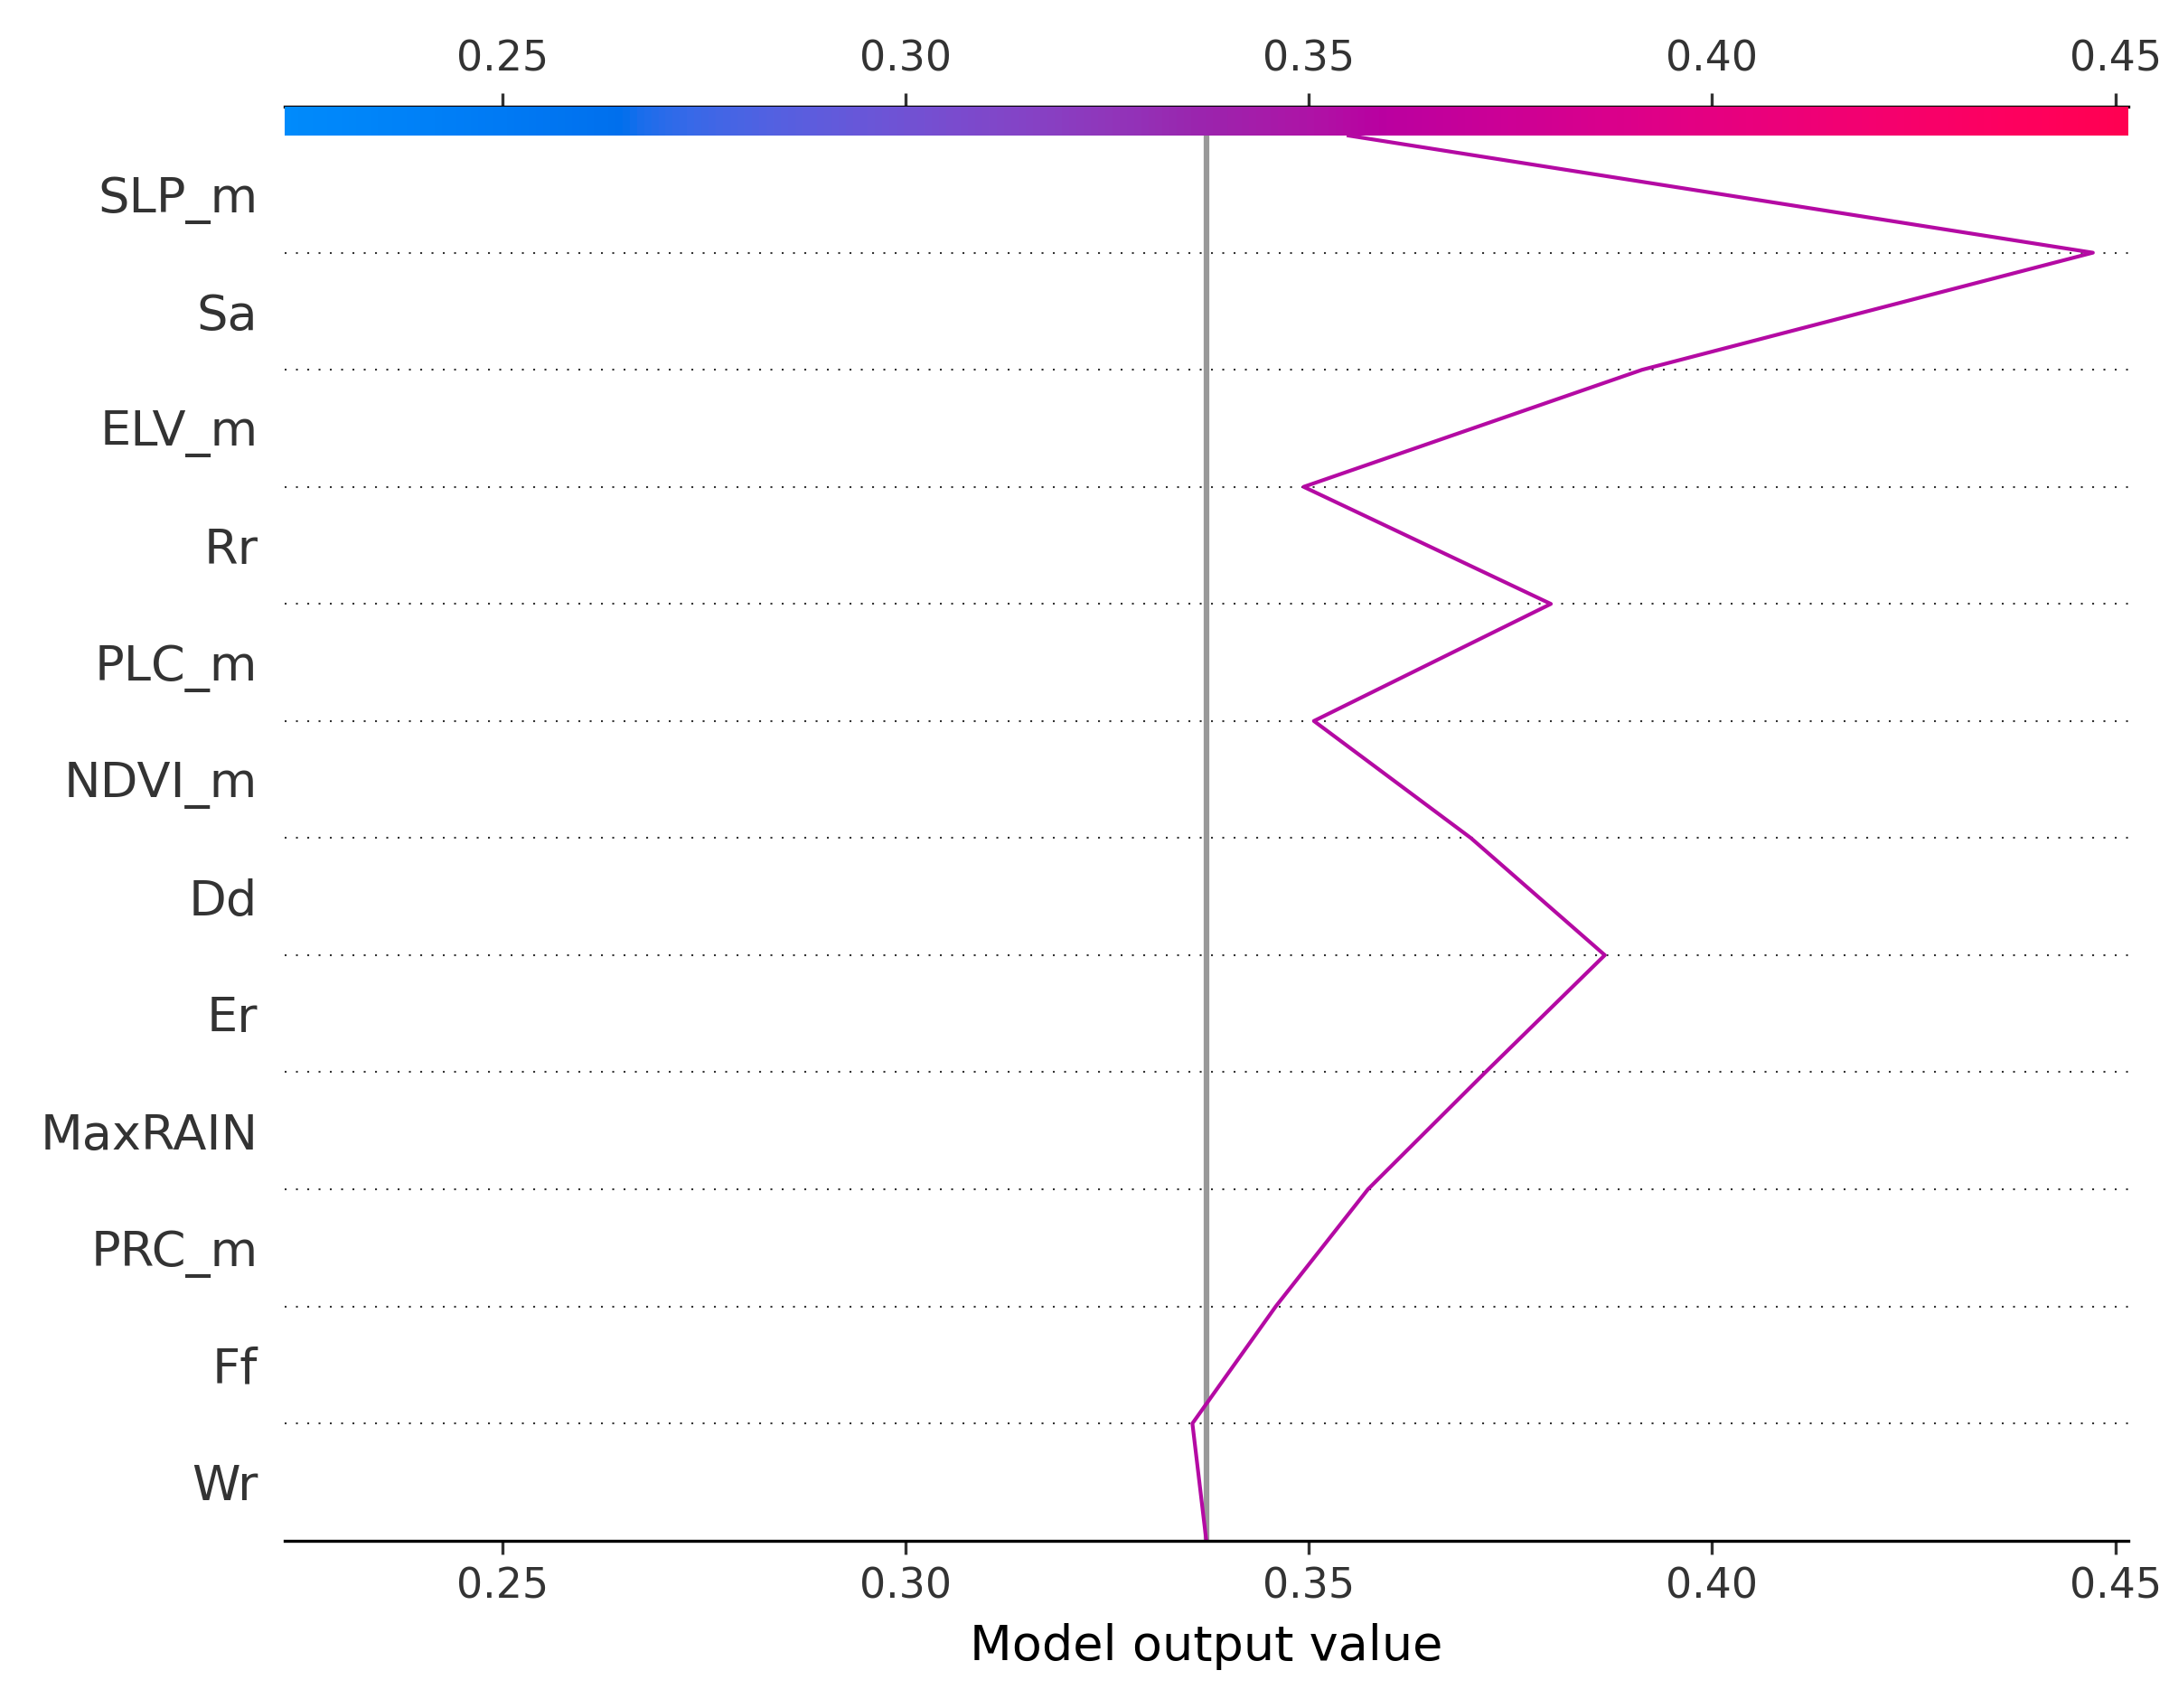 0.25 0.30 0.35 0.40 0.45
SLP_m
Sa
ELV_m
Rr
PLC_m
NDVI_m
Dd
Er
MaxRAIN
PRC_m
Ff
Wr
0.25 0.30 0.35 0.40 0.45
Model output value